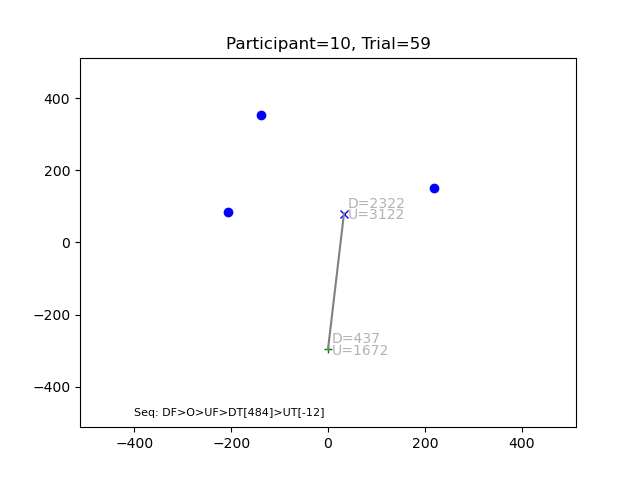 Participant=10, Trial=59
400
200
0
−200
−400
D=2322
U=3122
D=437
U=1672
Seq: DF>O>UF>DT[484]>UT[-12]
−400
−200
0
200
400